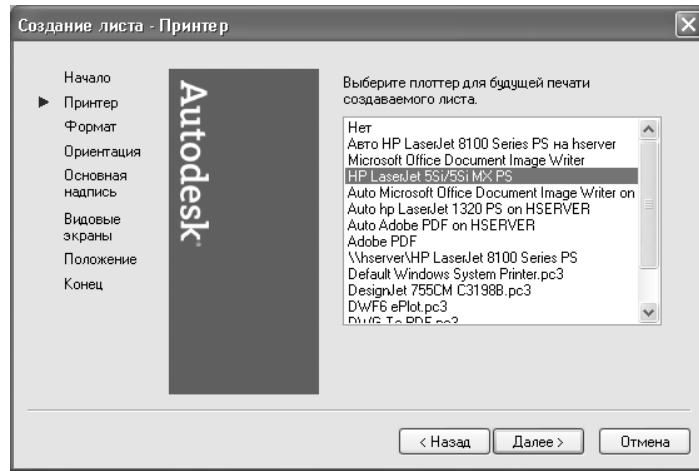 Создание листа - Принтер
Начало
Принтер
Формат
Ориентация
Основная
надпись
Видовые
экраны
Положение
Конец
Autodesk
Выберите плоттер для будущей печати
создаваемого листа.
Нет
Авто HP LaserJet 8100 Series PS на hserver
Microsoft Office Document Image Writer
HP LaserJet 5Si/5Si MX PS
Auto Microsoft Office Document Image Writer on
Auto hp LaserJet 1320 PS on HSERVER
Auto Adobe PDF on HSERVER
Adobe PDF
\\hserver\HP LaserJet 8100 Series PS
Default Windows System Printer.pc3
DesignJet 755CM C3198B.pc3
DWF6 ePlot.pc3
DWG To PDF.pc3
< Назад
Далее >
Отмена